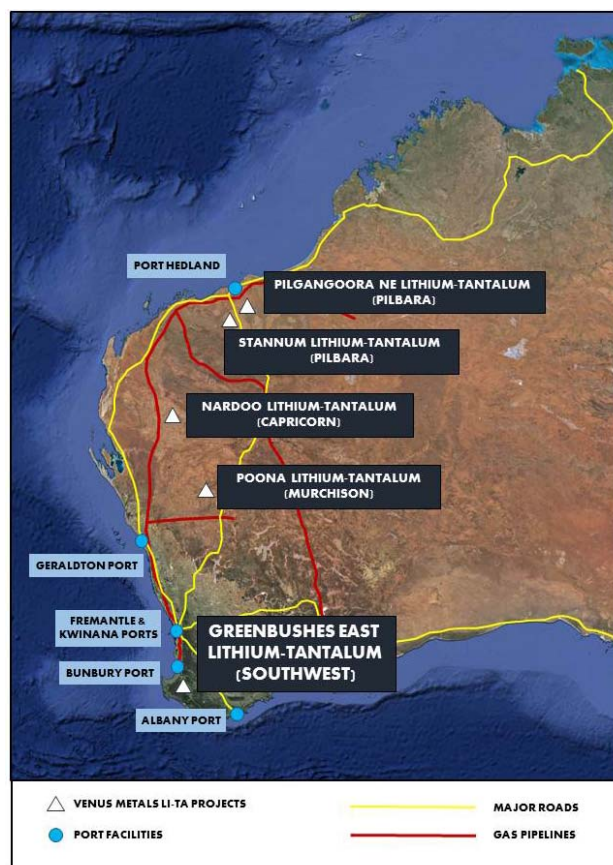 PORT HEDLAND
PILGANGOORA NE LITHIUM-TANTALUM
(PILBARA)
STANNUM LITHIUM-TANTALUM
(PILBARA)
NARDOO LITHIUM-TANTALUM
(CAPRICORN)
POONA LITHIUM-TANTALUM
(MURCHISON)
GERALDTON PORT
FREMANTLE &
KWINANA PORTS
GREENBUSHES EAST
LITHIUM-TANTALUM
(SOUTHWEST)
BUNBURY PORT
ALBANY PORT
VENUS METALS LI-TA PROJECTS
MAJOR ROADS
PORT FACILITIES
GAS PIPELINES